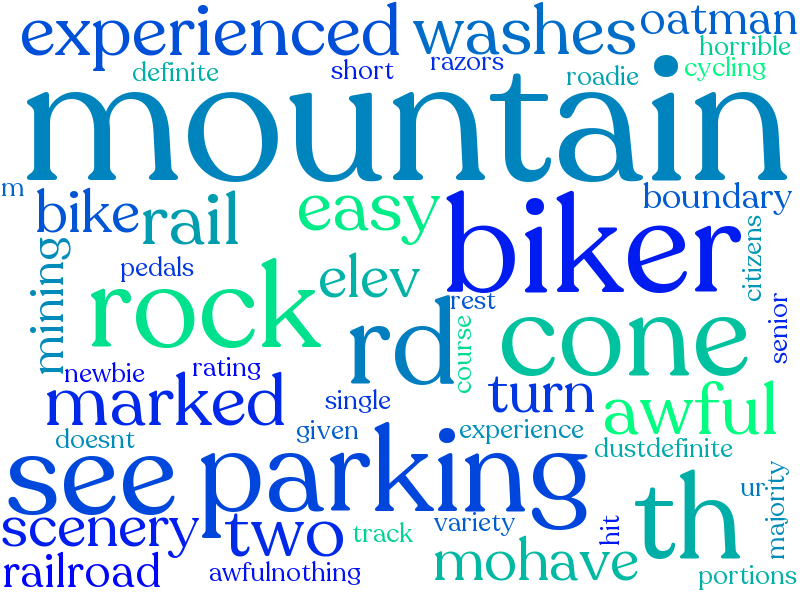 experienced washes oatman
horrible
definite short razors roadie cycling
mountain
m
bike rail easy biker boundary
mining
citizens
pedals elev
rock rest
rd course cone senior
newbie rating
marked single turn awful
doesnt given experience dustdefinite
see parking th ur
majority
scenery two track variety hit
railroad awfulnothing mohave portions